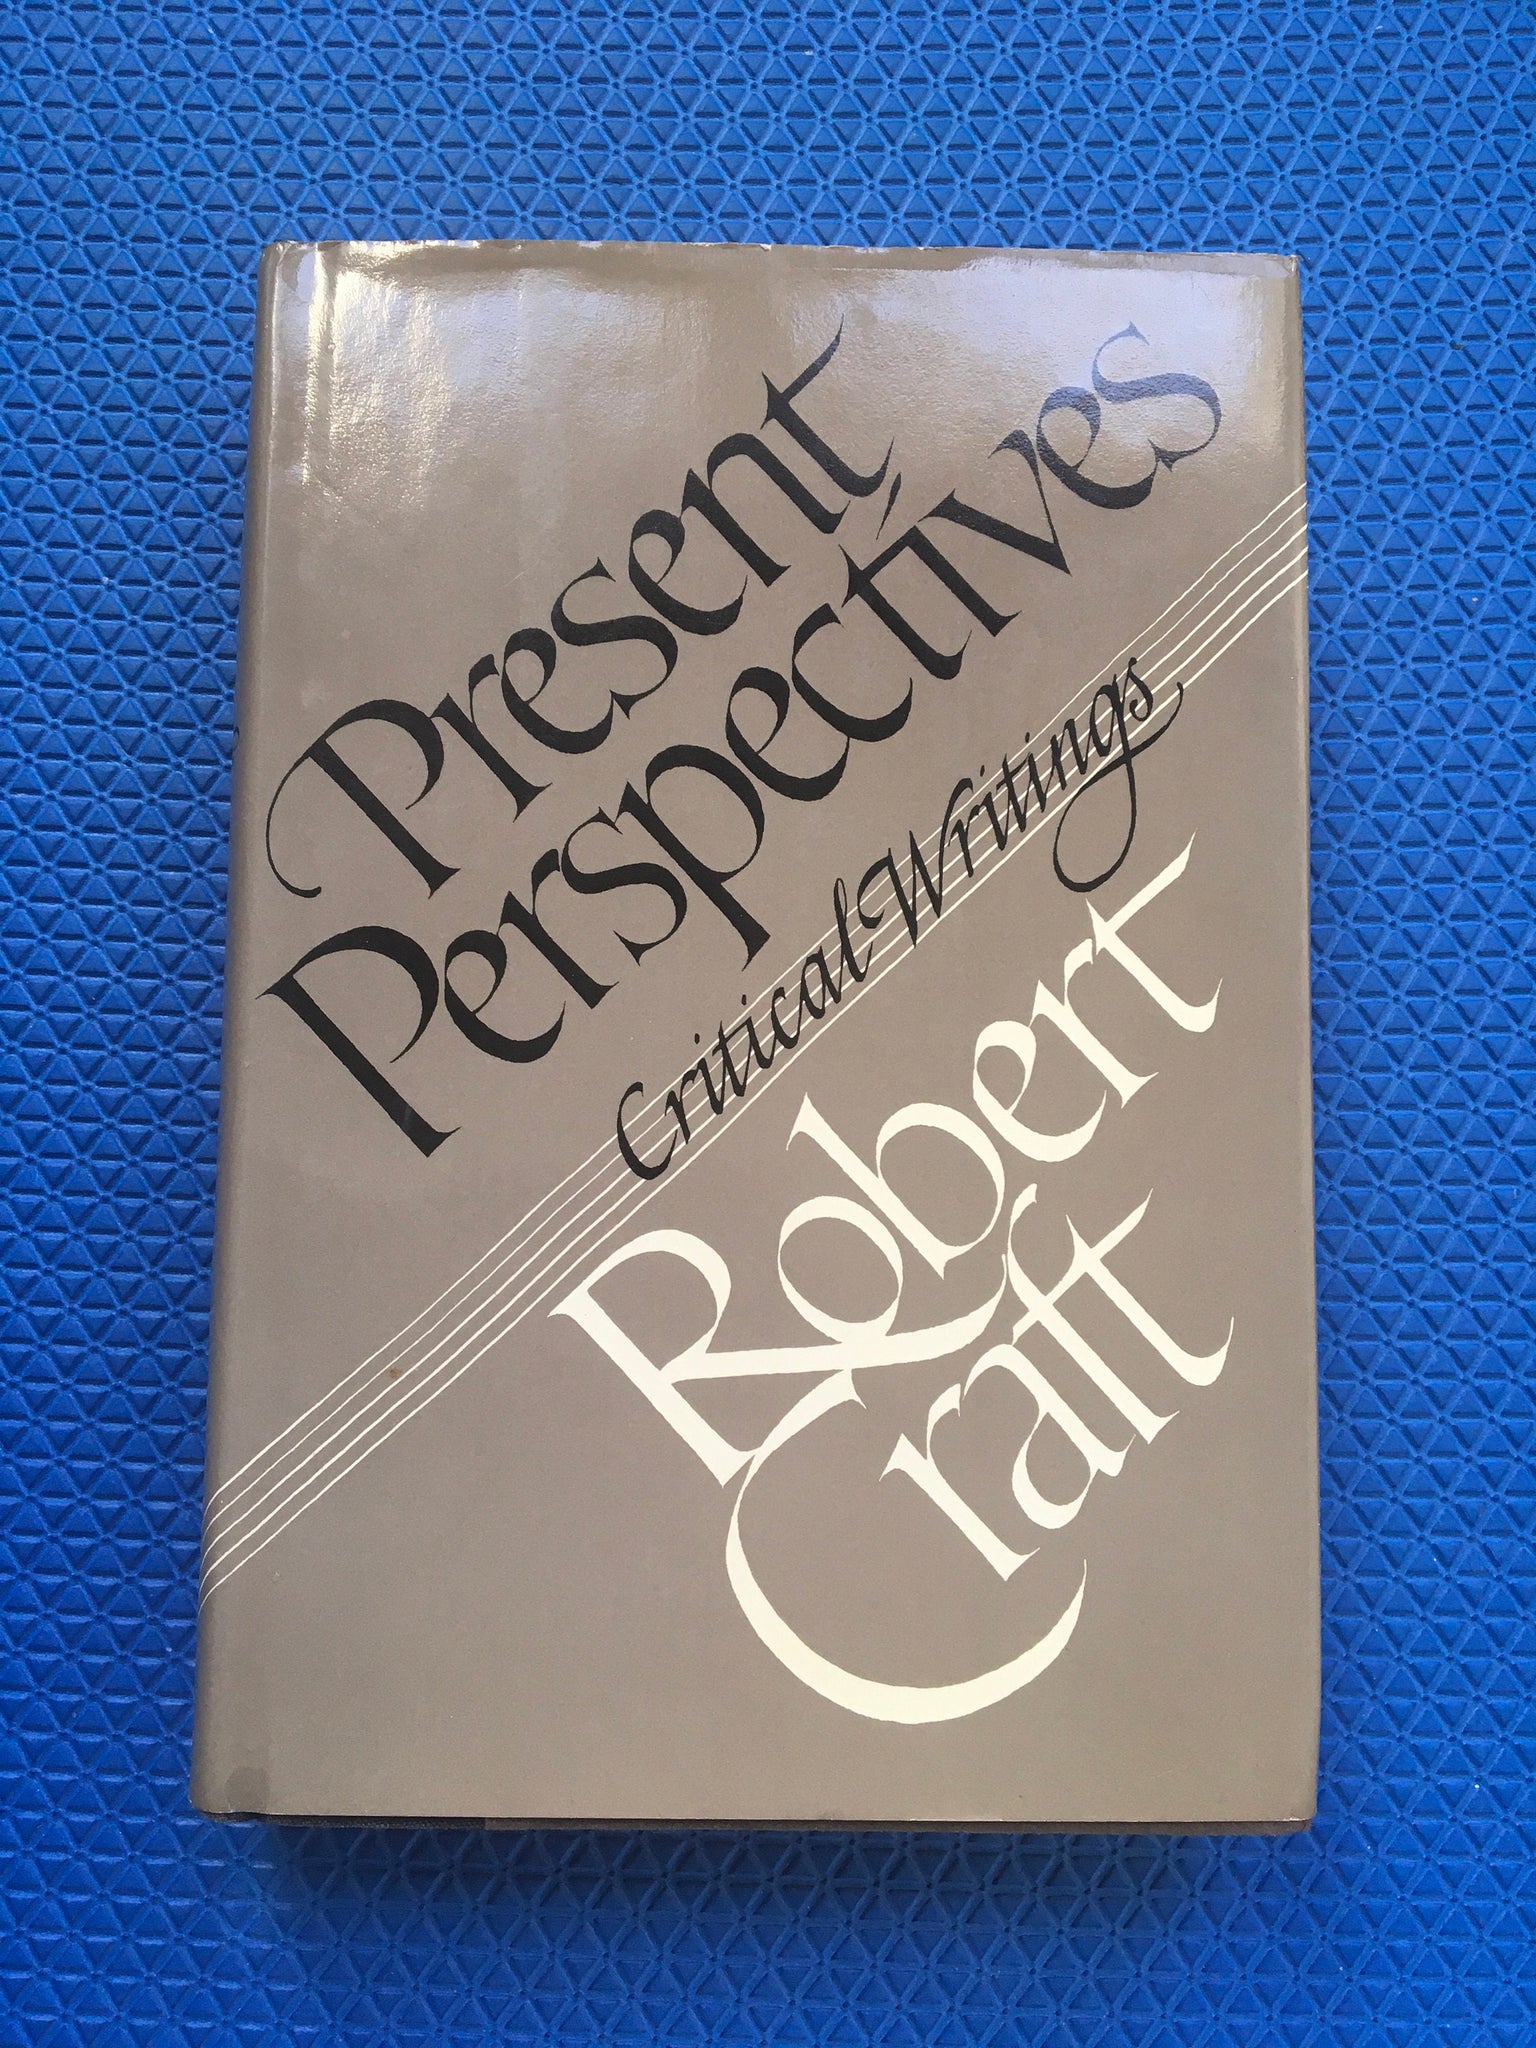 Present
Perspectives
Critical Writings
Robert
Craft